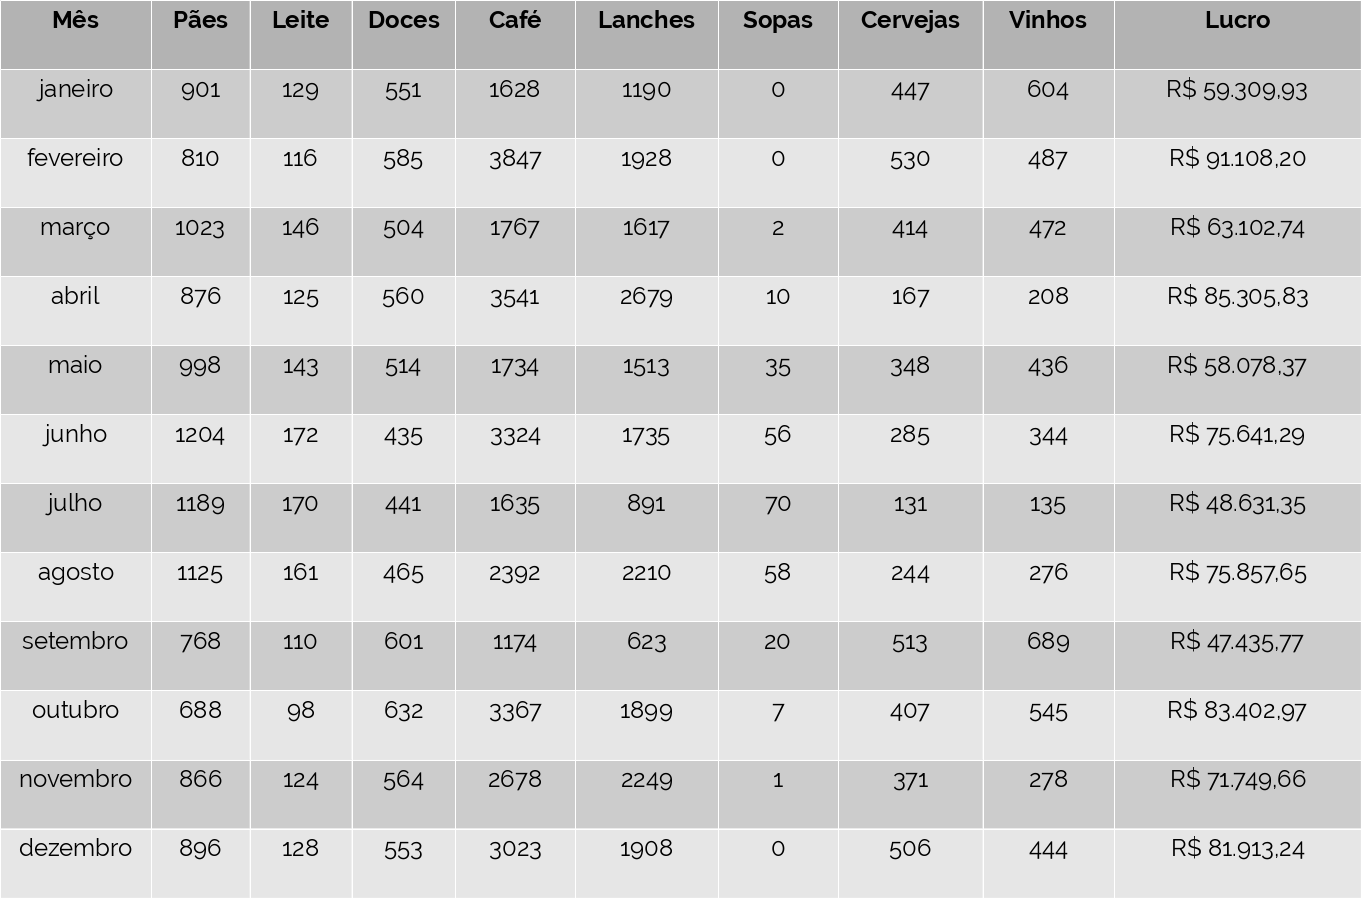 Mês Pães Leite Doces Café Lanches Sopas Cervejas Vinhos Lucro
janeiro 901 129 551 1628 1190 0 447 604 R$ 59.309,93
fevereiro 810 116 585 3847 1928 0 530 487 R$ 91.108,20
março 1023 146 504 1767 1617 2 414 472 R$ 63.102,74
abril 876 125 560 3541 2679 10 167 208 R$ 85.305,83
maio 998 143 514 1734 1513 35 348 436 R$ 58.078,37
junho 1204 172 435 3324 1735 56 285 344 R$ 75.641,29
julho 1189 170 441 1635 891 70 131 135 R$ 48.631,35
agosto 1125 161 465 2392 2210 58 244 276 R$ 75.857,65
setembro 768 110 601 1174 623 20 513 689 R$ 47.435,77
outubro 688 98 632 3367 1899 7 407 545 R$ 83.402,97
novembro 866 124 564 2678 2249 1 371 278 R$ 71.749,66
dezembro 896 128 553 3023 1908 0 506 444 R$ 81.913,24